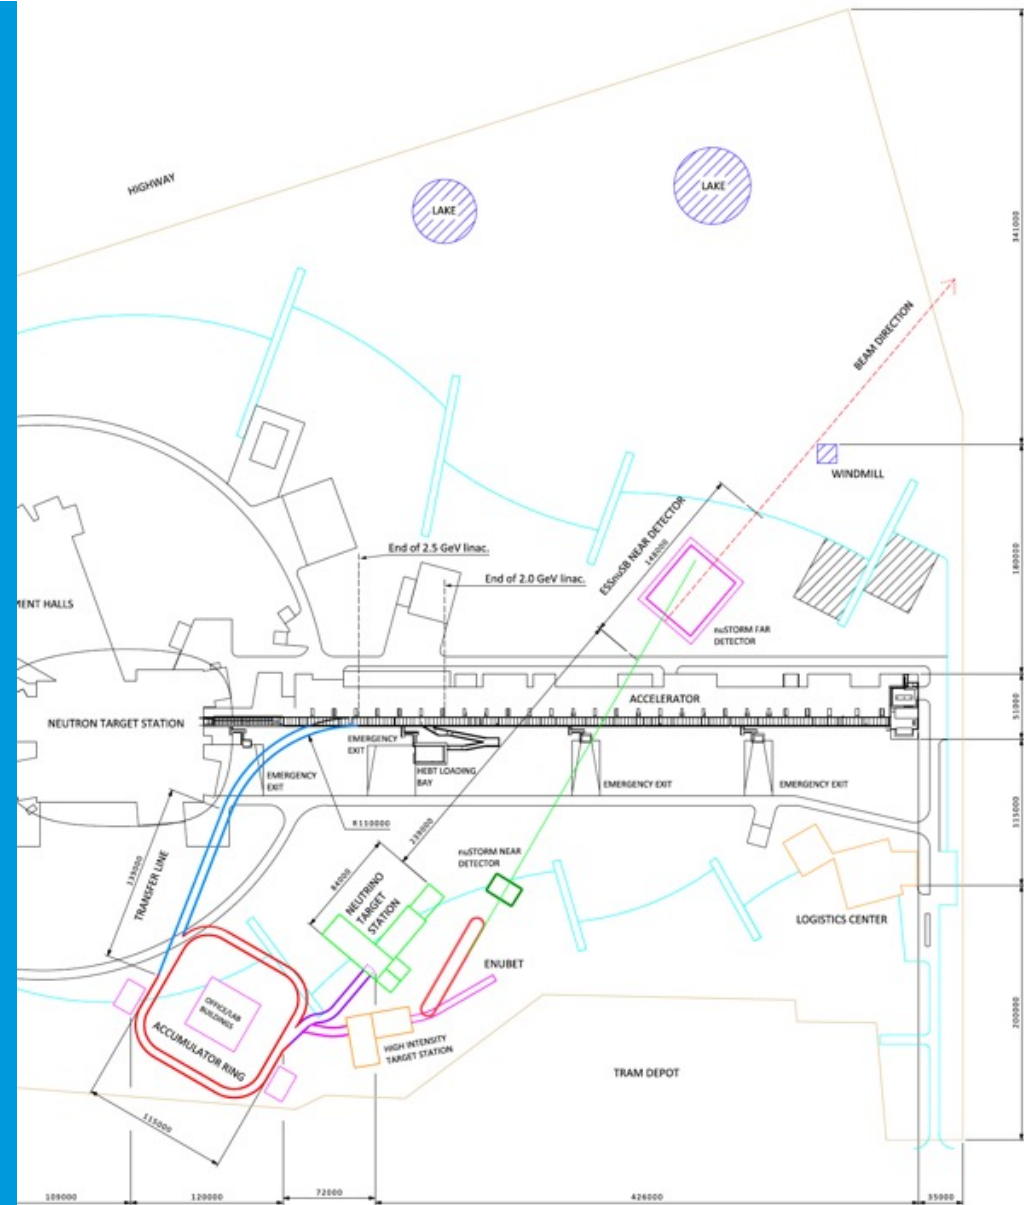 HIGHWAY
LAKE
LAKE
341000
BEAM DIRECTION
WINDMILL
ESSnuSB NEAR DETECTOR
148000
180000
End of 2.5 GeV linac.
End of 2.0 GeV linac.
MENT HALLS
nuSTORM FAR
DETECTOR
ACCELERATOR
51000
NEUTRON TARGET STATION
EMERGENCY
EXIT
EMERGENCY
EXIT
HEBT LOADING
BAY
EMERGENCY EXIT
EMERGENCY EXIT
R110000
239000
115000
139000
TRANSFER LINE
84000
NEUTRINO
TARGET
STATION
nuSTORM NEAR
DETECTOR
LOGISTICS CENTER
ENUBET
OFFICE/LAB
BUILDINGS
ACCUMULATOR RING
HIGH INTENSITY
TARGET STATION
TRAM DEPOT
200000
115000
109000
120000
72000
426000
35000